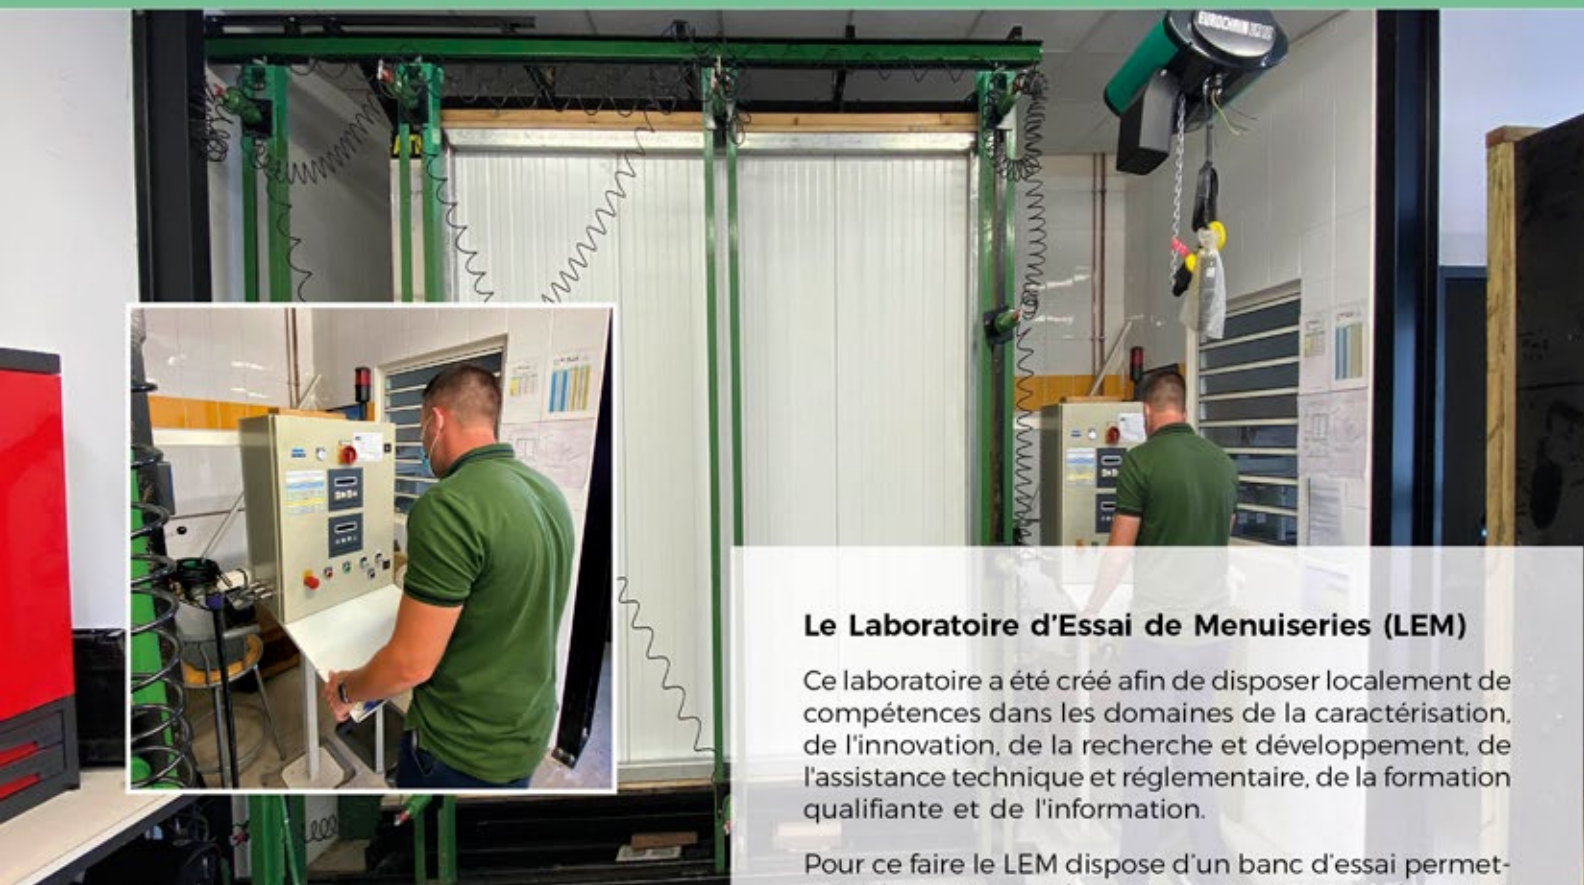 EUROCHAIN
Le Laboratoire d'Essai de Menuiseries (LEM)
Ce laboratoire a été créé afin de disposer localement de
compétences dans les domaines de la caractérisation,
de l'innovation, de la recherche et développement, de
l'assistance technique et réglementaire, de la formation
qualifiante et de l'information.
Pour ce faire le LEM dispose d'un banc d'essai permet-